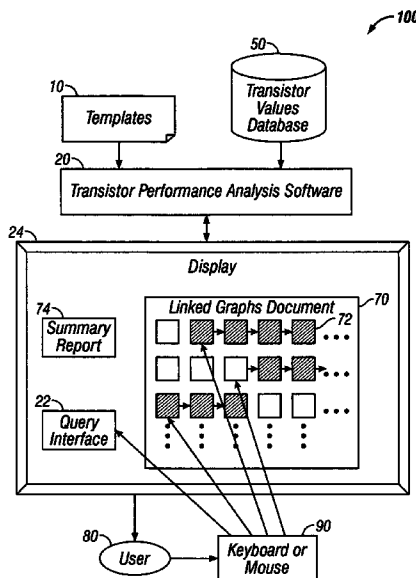 100
50
10
Templates
Transistor
Values
Database
20
Transistor Performance Analysis Software
24
Display
74
Summary
Report
Linked Graphs Document
70
72
22
Query
Interface
80
User
90
Keyboard or
Mouse